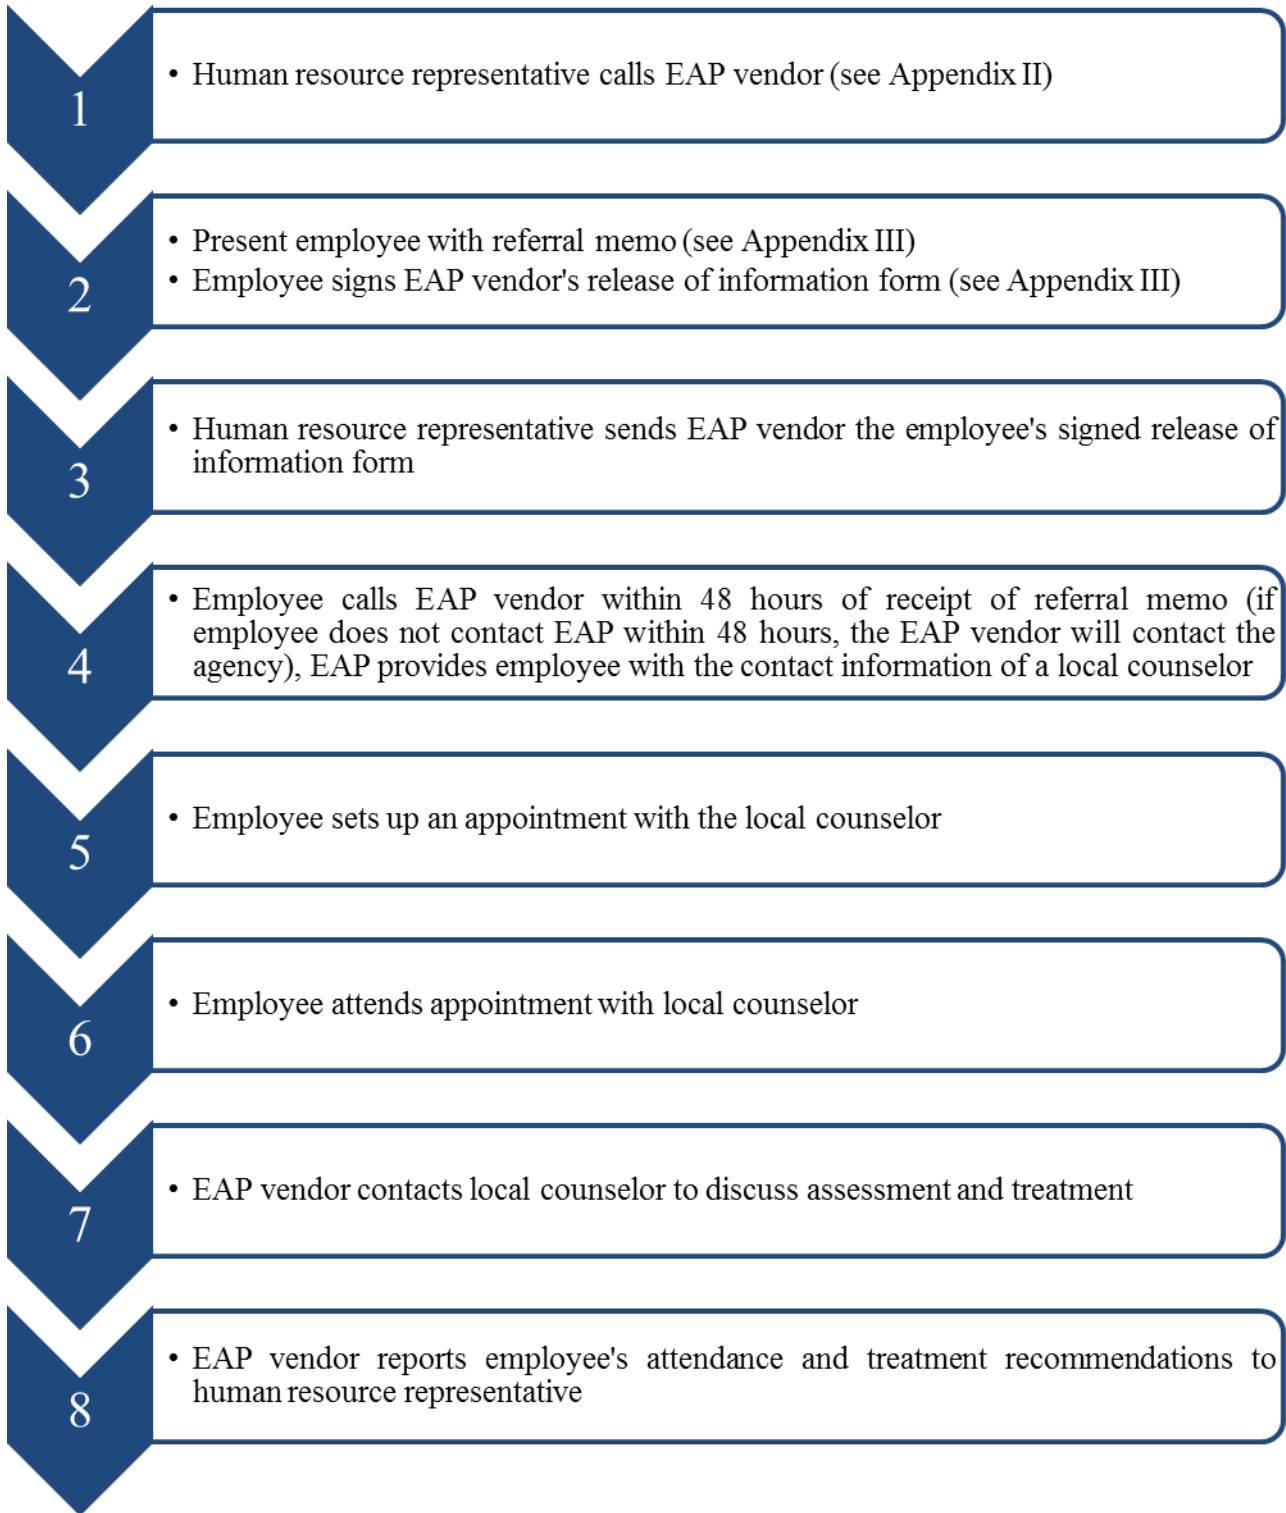 1
• Human resource representative calls EAP vendor (see Appendix II)
2
• Present employee with referral memo (see Appendix III)
• Employee signs EAP vendor's release of information form (see Appendix III)
3
• Human resource representative sends EAP vendor the employee's signed release of
information form
4
• Employee calls EAP vendor within 48 hours of receipt of referral memo (if
employee does not contact EAP within 48 hours, the EAP vendor will contact the
agency), EAP provides employee with the contact information of a local counselor
5
• Employee sets up an appointment with the local counselor
6
• Employee attends appointment with local counselor
7
• EAP vendor contacts local counselor to discuss assessment and treatment
8
• EAP vendor reports employee's attendance and treatment recommendations to
human resource representative